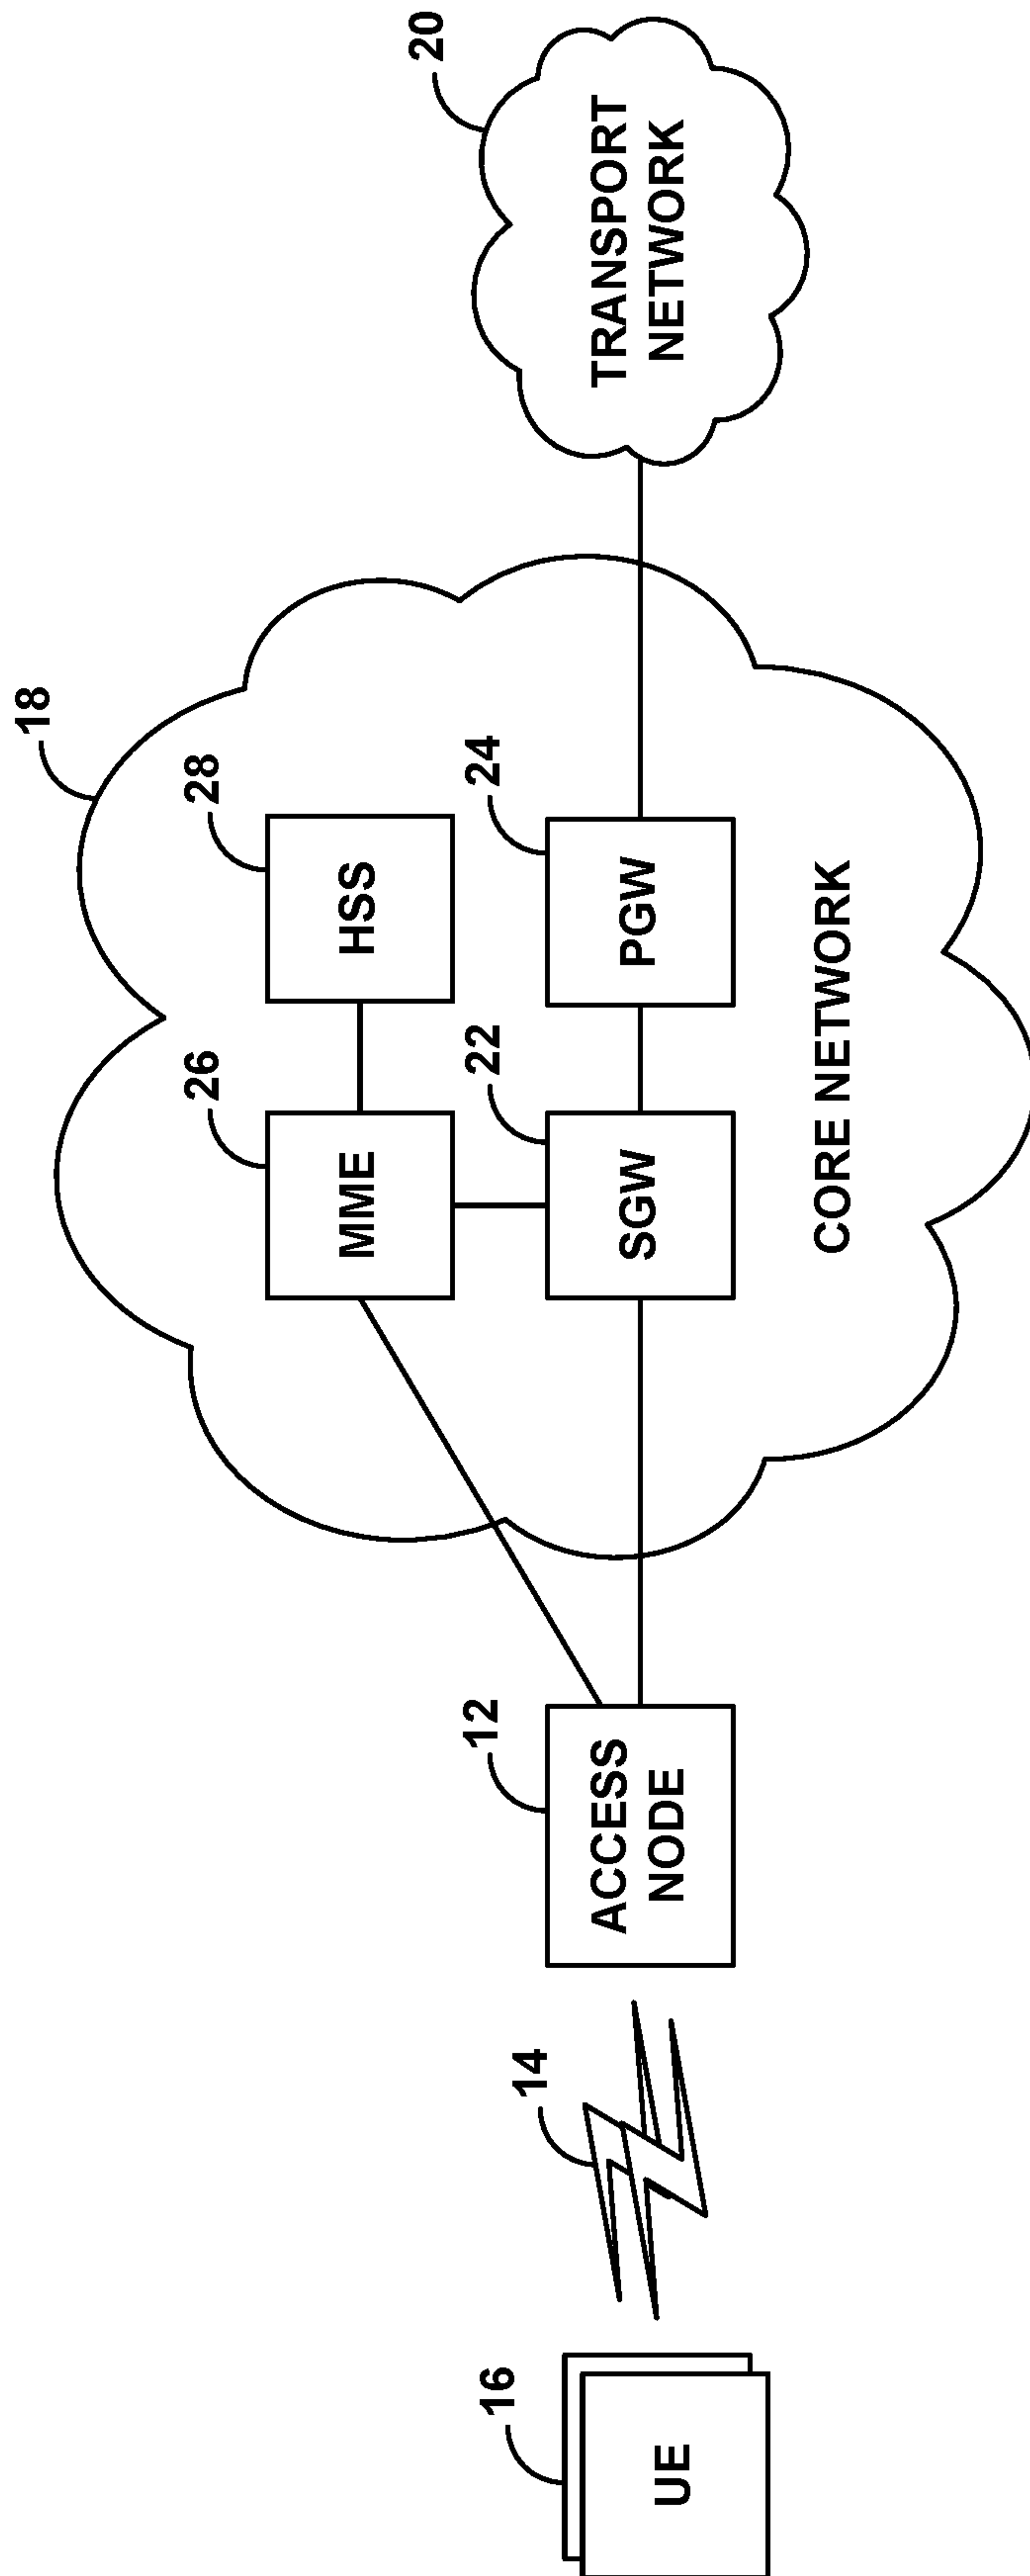 18
20
26
28
MME
HSS
12
22
24
14
16
ACCESS
NODE
SGW
PGW
TRANSPORT
NETWORK
UE
CORE NETWORK